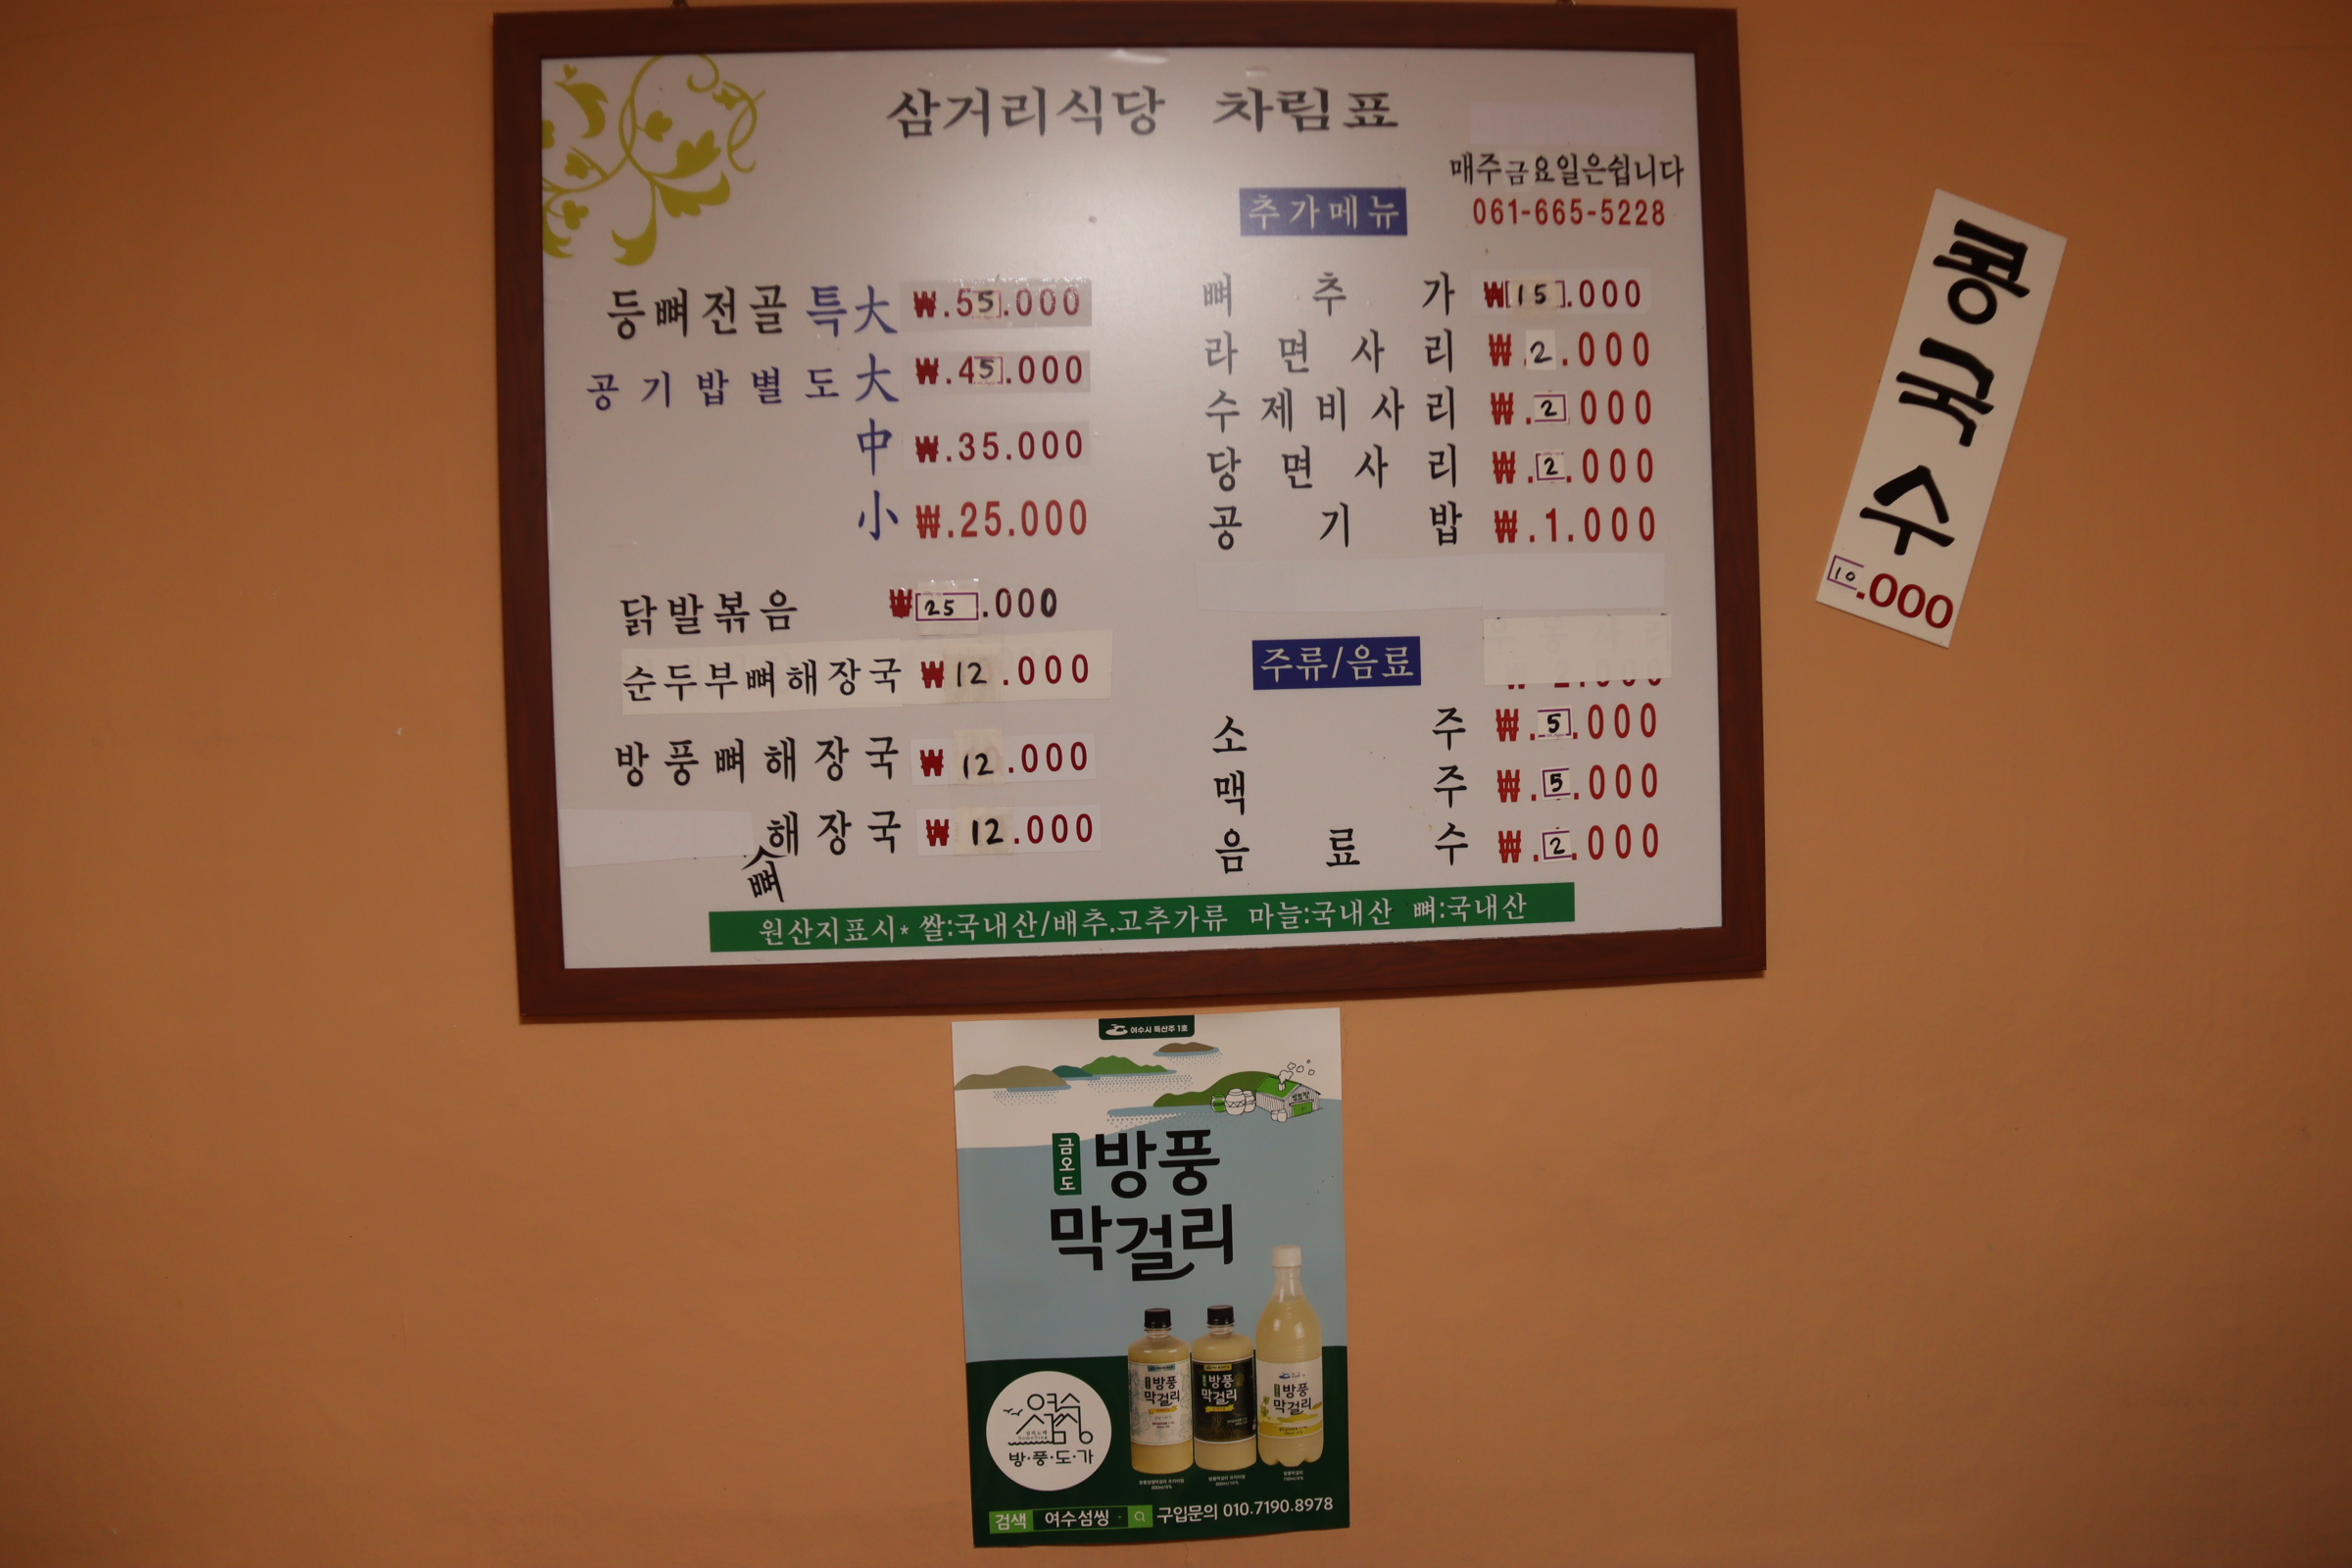 삼거리식당 차림표
매주금요일은쉽니다
061-665-5228
등뼈전골 특大 ₩.55.000
공기밥별도 大 ₩.45.000
中 ₩.35.000
小 ₩.25.000
닭발볶음 ₩25.000
순두부뼈해장국 ₩12.000
방풍뼈해장국 ₩12.000
뼈해장국 ₩12.000
추가메뉴
뼈추가 ₩15.000
라면사리 ₩.2.000
수제비사리 ₩.2.000
당면사리 ₩.2.000
공기밥 ₩.1.000
주류/음료
소주 ₩.5.000
맥주 ₩.5.000
음료수 ₩.2.000
원산지표시* 쌀:국내산/배추.고추가류 마늘:국내산 뼈:국내산
콩국수
10.000
여수시 특산주 1호
금오도
방풍
막걸리
방풍
막걸리
방풍
막걸리
방풍
막걸리
여수섬씽
방·풍·도·가
검색 여수섬씽 구입문의 010.7190.8978